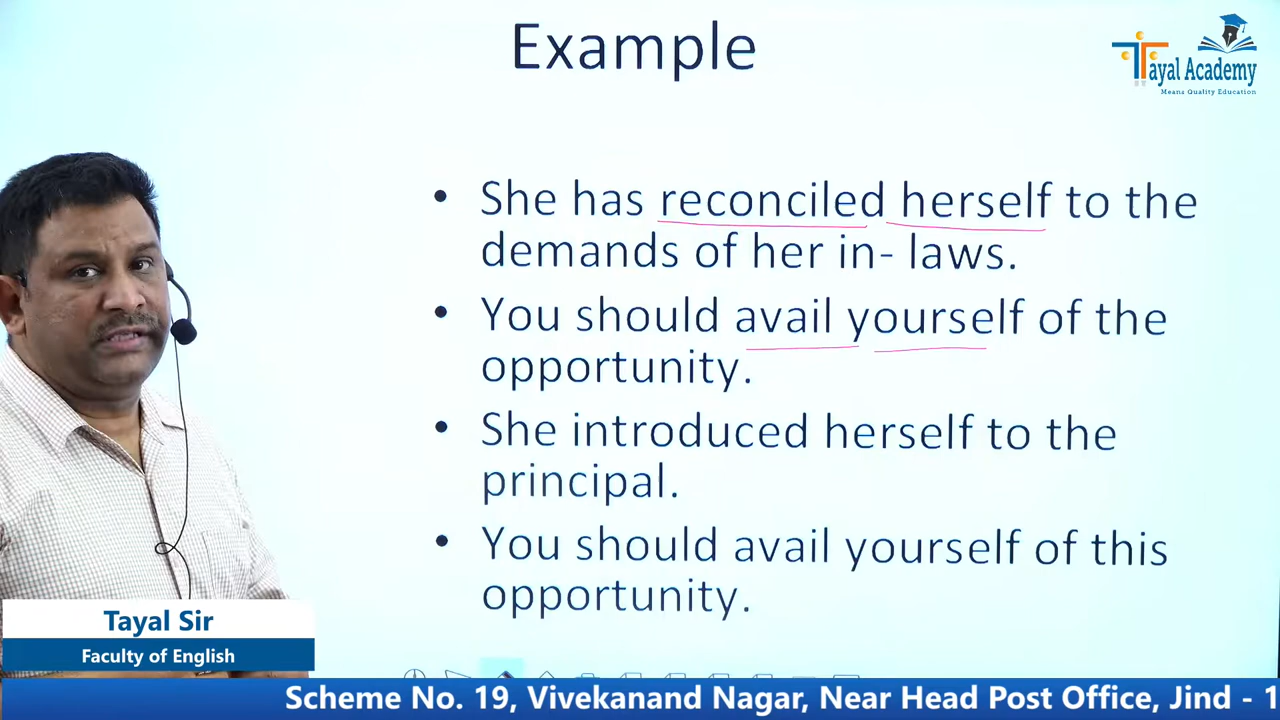 Example
Tayal Academy
Means Quality Education
• She has reconciled herself to the
demands of her in- laws.
• You should avail yourself of the
opportunity.
• She introduced herself to the
principal.
• You should avail yourself of this
opportunity.
Tayal Sir
Faculty of English
Scheme No. 19, Vivekanand Nagar, Near Head Post Office, Jind - 1